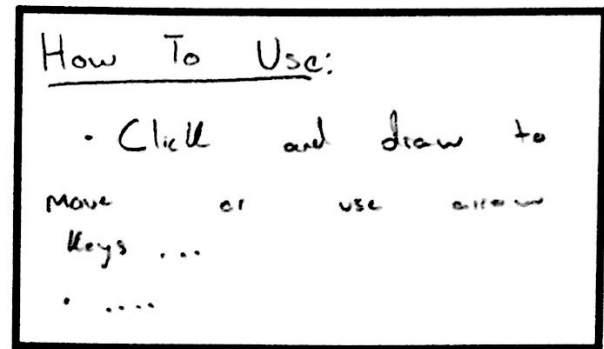 How To Use:
· Click and draw to
move or use arrow
keys ...
· ....